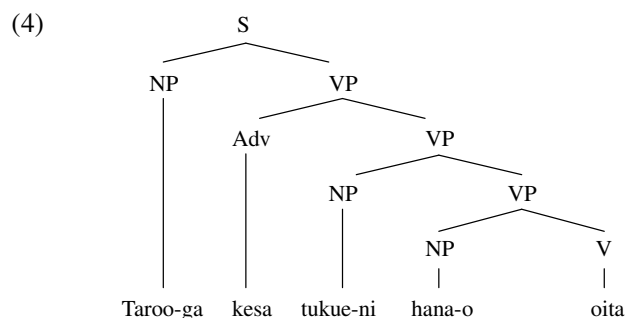 (4) S
NP VP
Adv VP
NP VP
NP V
Taroo-ga kesa tukue-ni hana-o oita